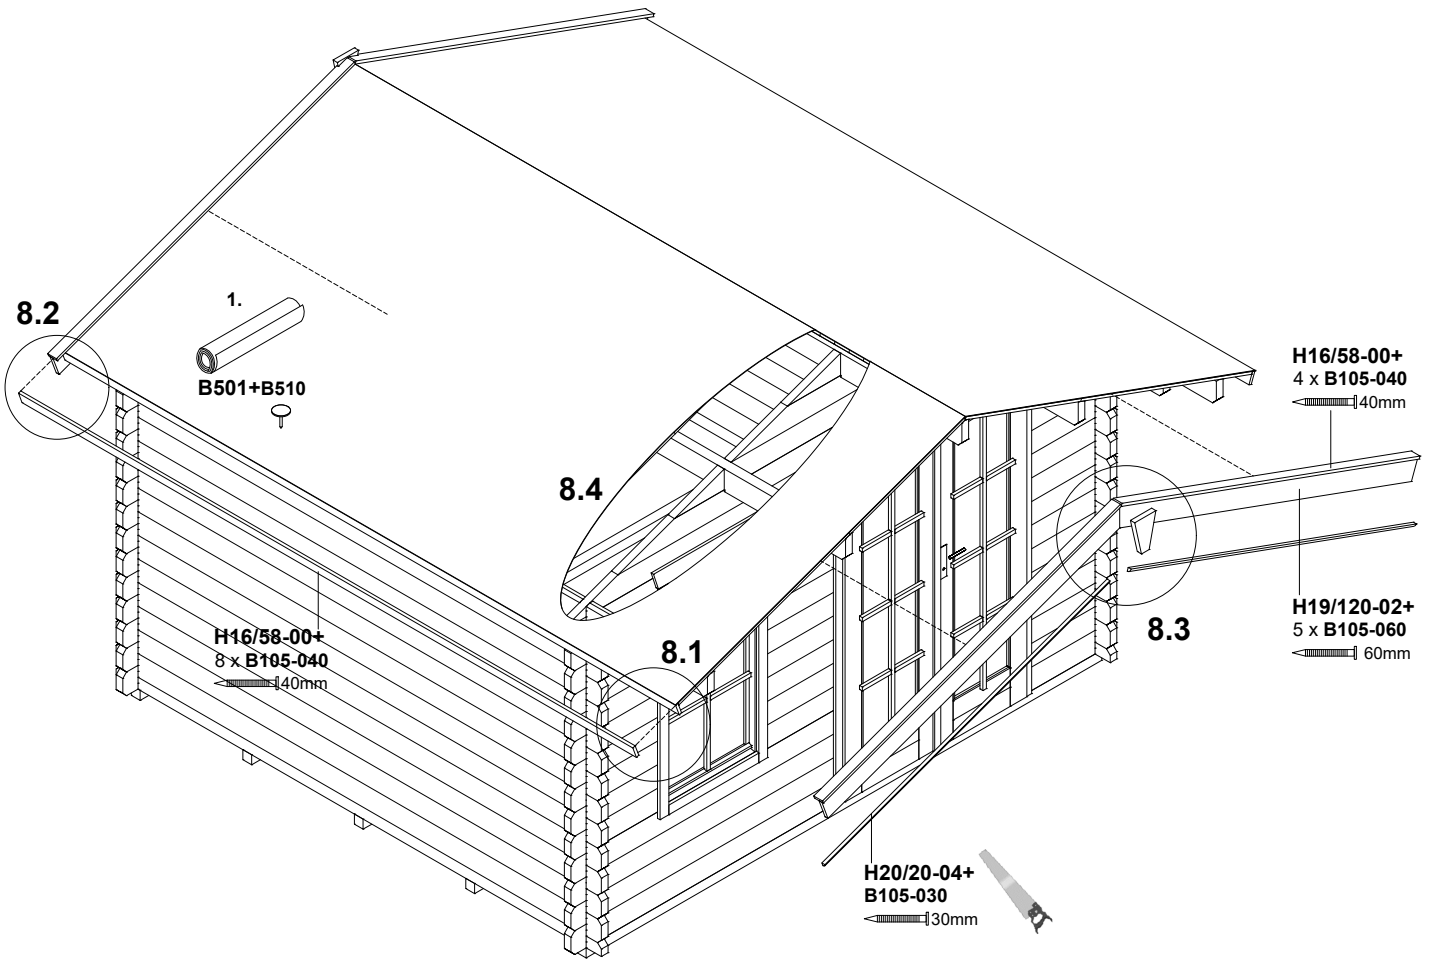 8.2
1.
B501+B510
8.4
H16/58-00+
4 x B105-040
40mm
H16/58-00+
8 x B105-040
40mm
8.1
8.3
H19/120-02+
5 x B105-060
60mm
H20/20-04+
B105-030
30mm